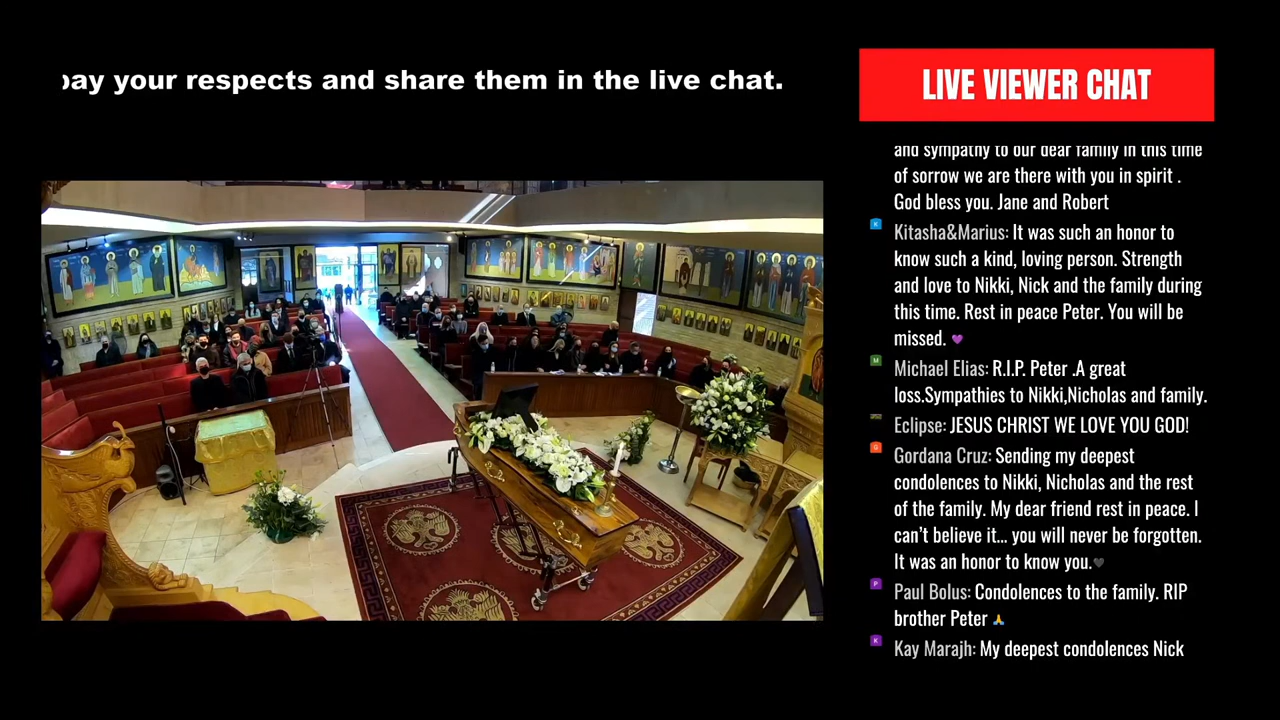 pay your respects and share them in the live chat.
LIVE VIEWER CHAT
and sympathy to our dear family in this time
of sorrow we are there with you in spirit .
God bless you. Jane and Robert
Kitasha&Marius: It was such an honor to
know such a kind, loving person. Strength
and love to Nikki, Nick and the family during
this time. Rest in peace Peter. You will be
missed. 💜
Michael Elias: R.I.P. Peter .A great
loss.Sympathies to Nikki,Nicholas and family.
Eclipse: JESUS CHRIST WE LOVE YOU GOD!
Gordana Cruz: Sending my deepest
condolences to Nikki, Nicholas and the rest
of the family. My dear friend rest in peace. I
can’t believe it... you will never be forgotten.
It was an honor to know you.🖤
Paul Bolus: Condolences to the family. RIP
brother Peter 🙏
Kay Marajh: My deepest condolences Nick